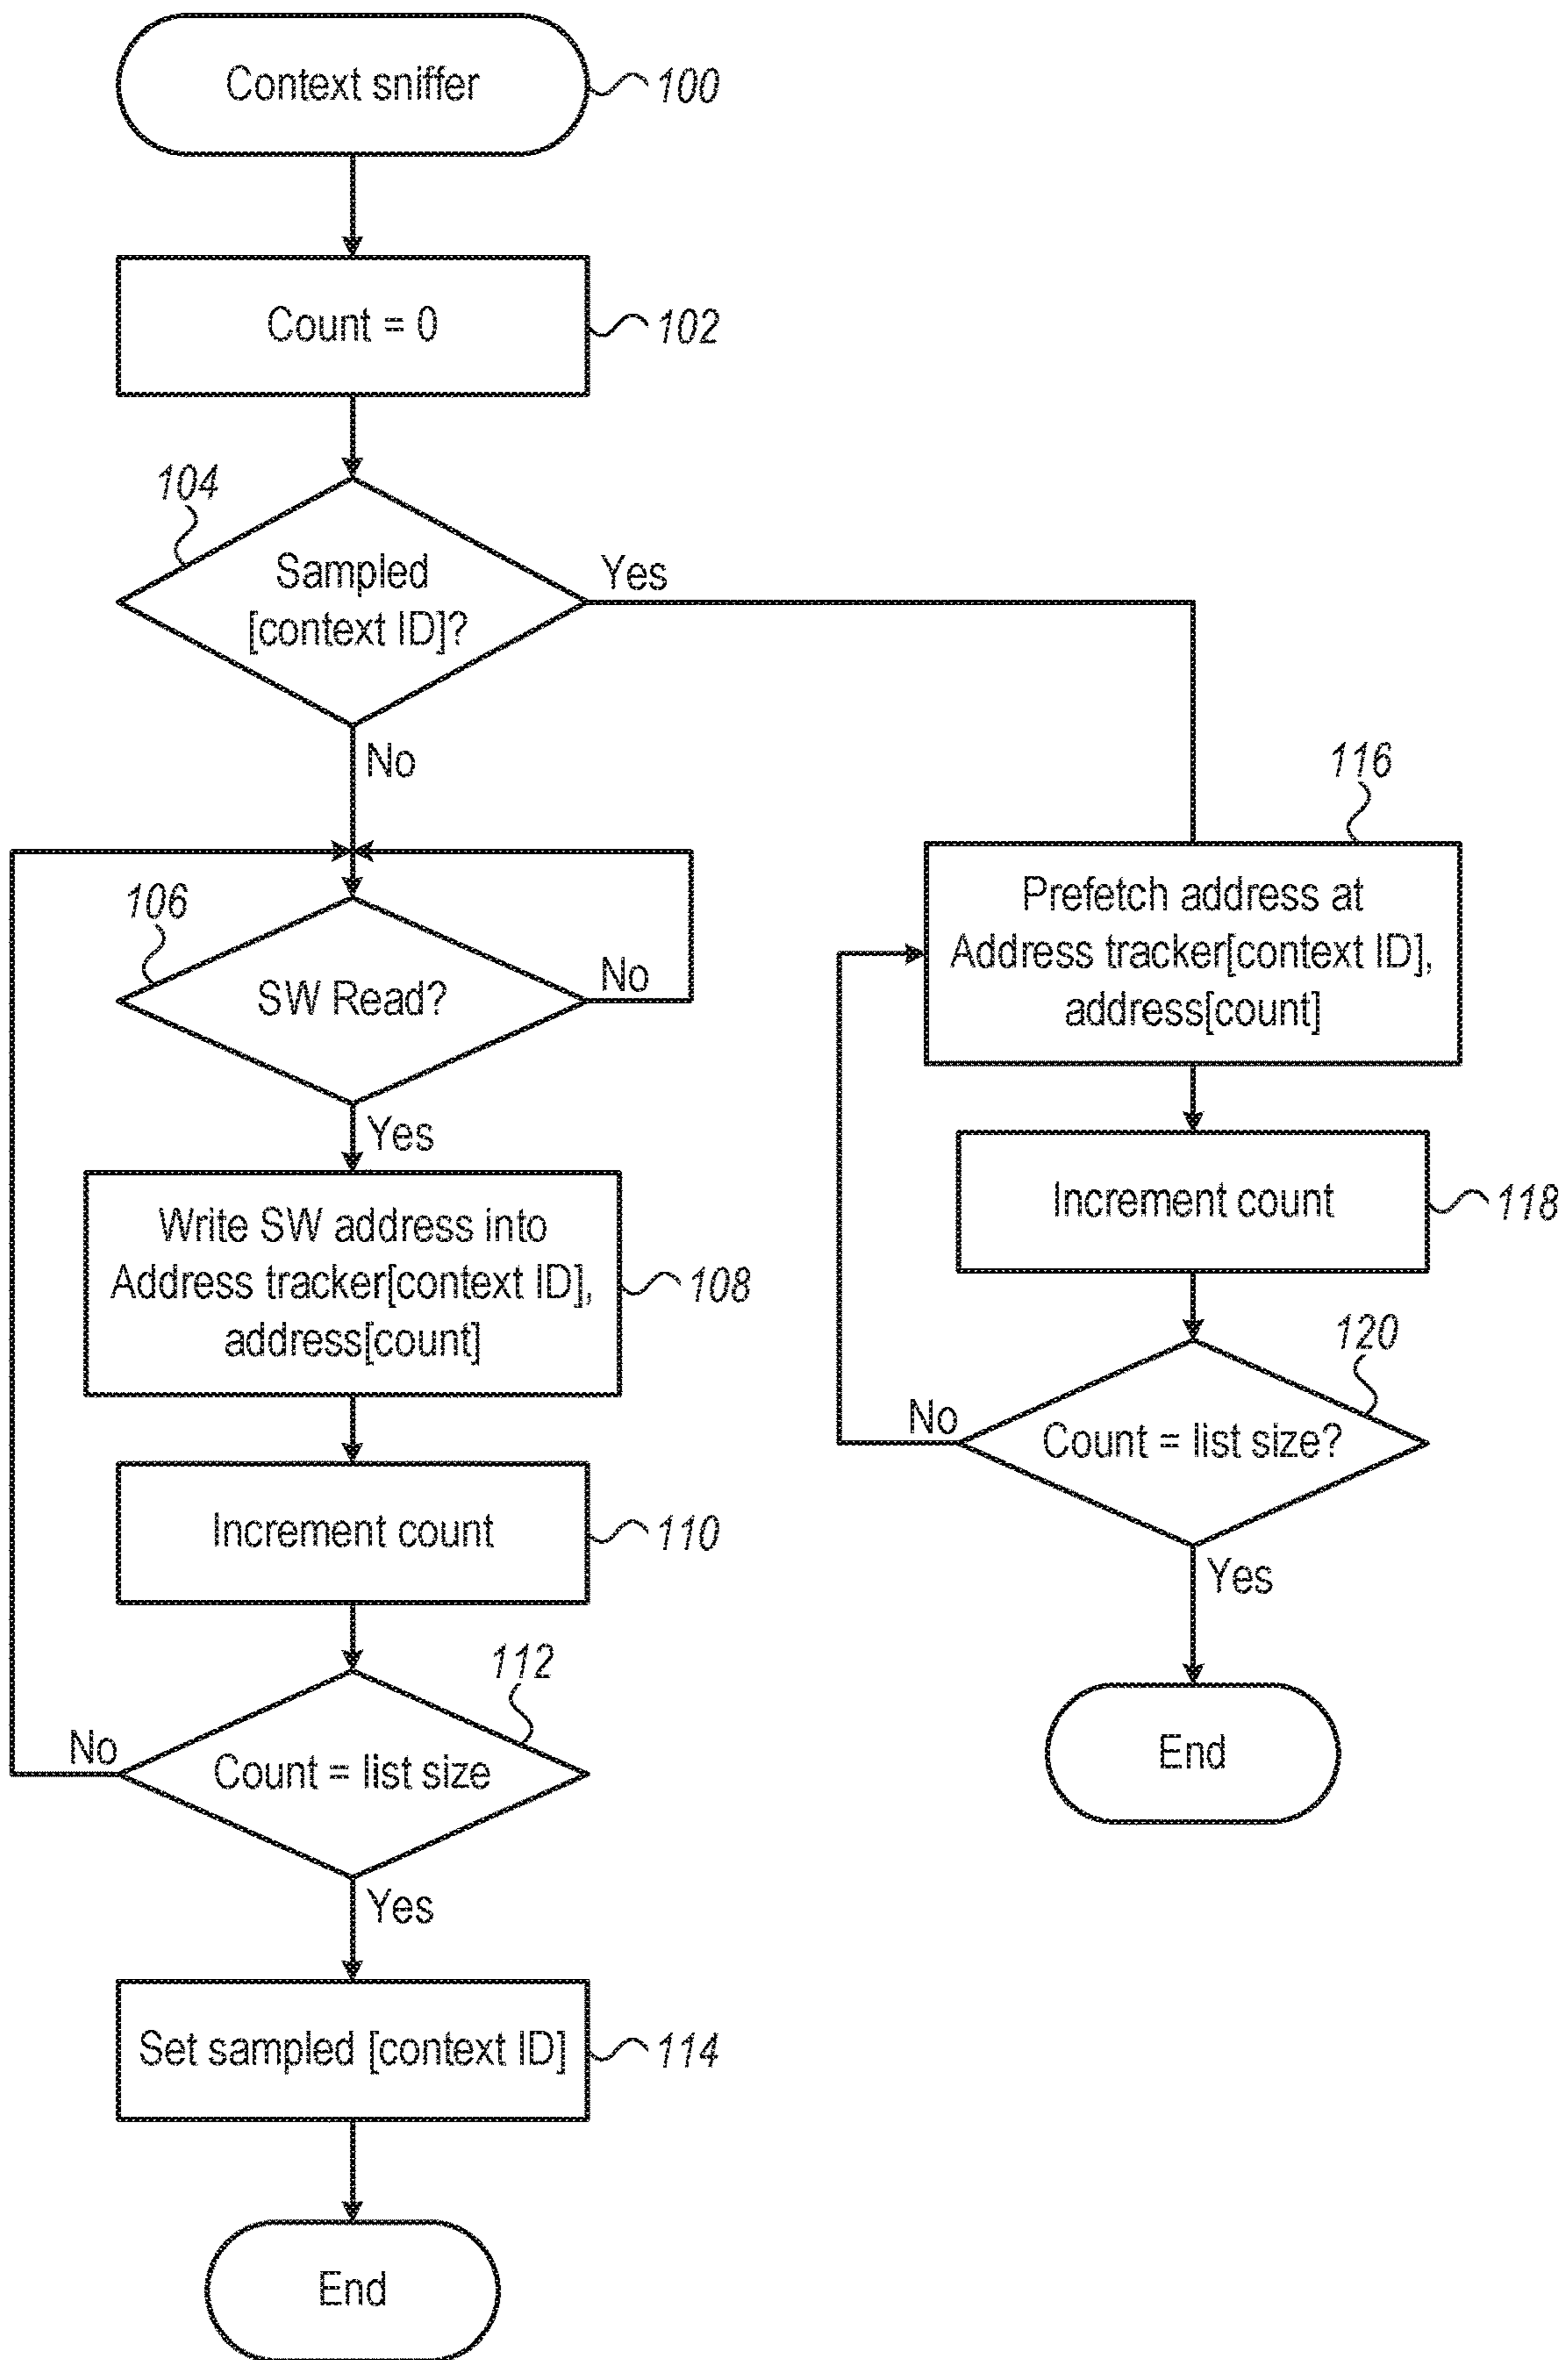 Context sniffer
100
Count = 0
102
104
Sampled
[context ID]?
Yes
No
106
SW Read?
No
Yes
Write SW address into
Address tracker[context ID],
address[count]
108
Increment count
110
112
Count = list size
No
Yes
Set sampled [context ID]
114
End
116
Prefetch address at
Address tracker[context ID],
address[count]
Increment count
118
120
Count = list size?
No
Yes
End